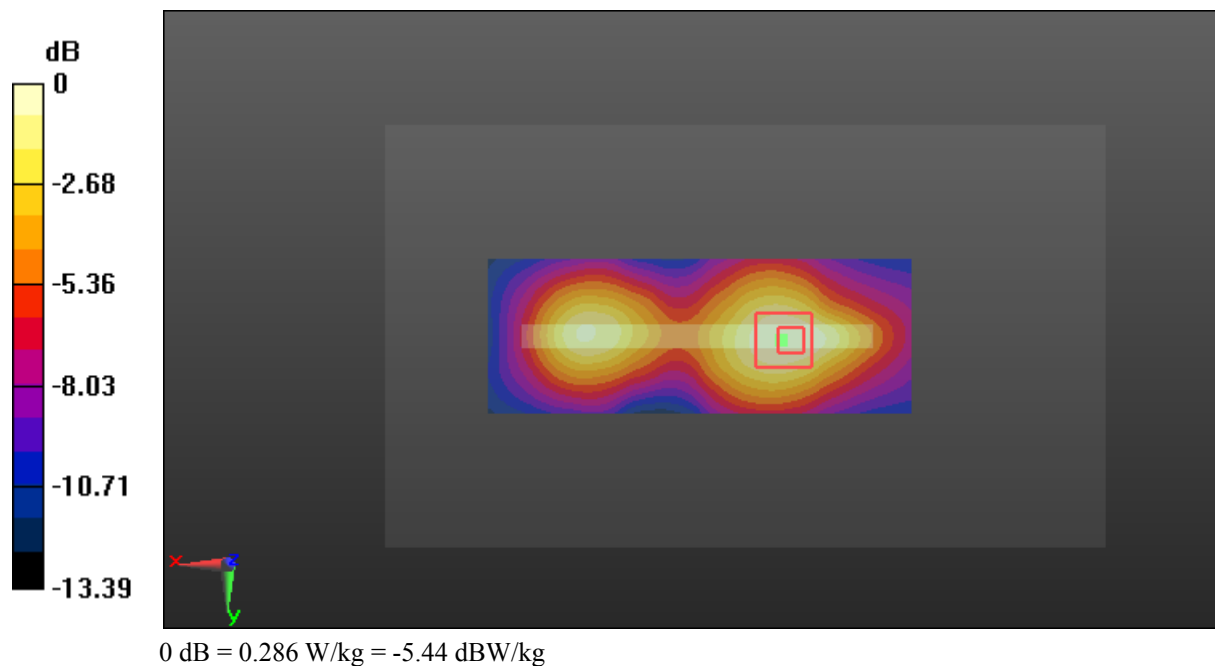 dB
0
-2.68
-5.36
-8.03
-10.71
-13.39
x
z
y
0 dB = 0.286 W/kg = -5.44 dBW/kg